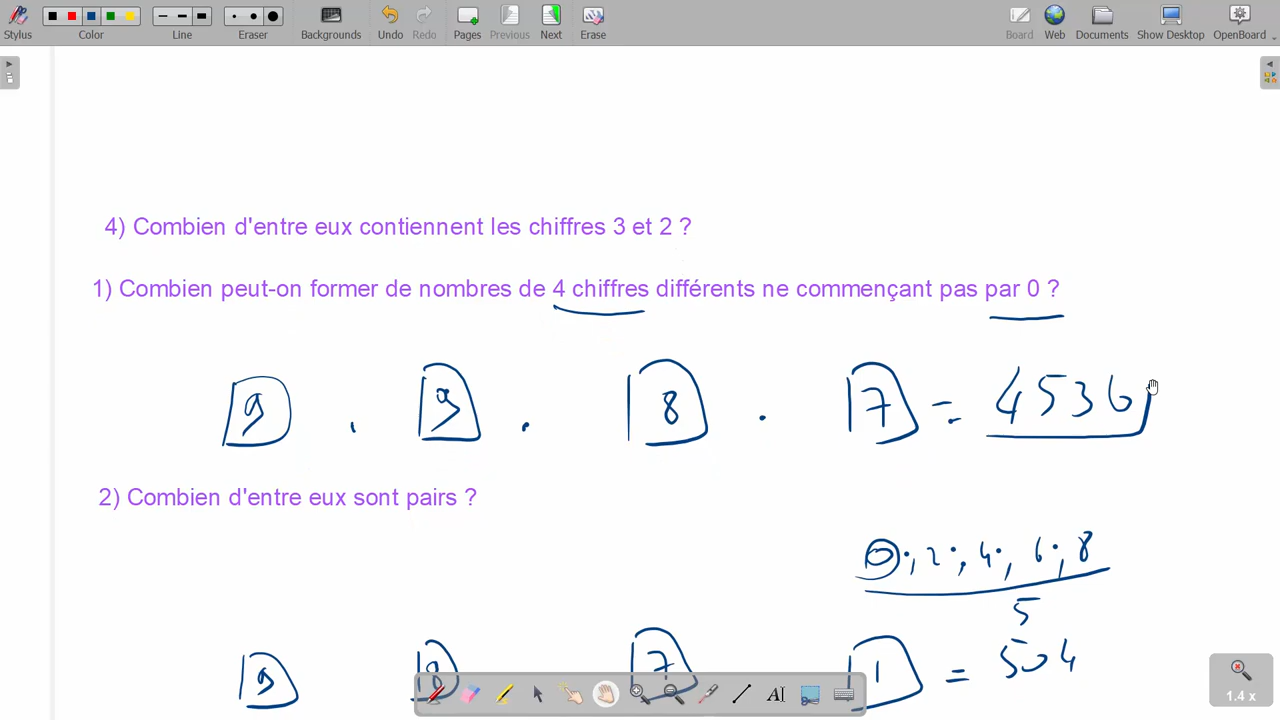 Stylus Color Line Eraser Backgrounds Undo Redo Pages Previous Next Erase Board Web Documents Show Desktop OpenBoard
4) Combien d'entre eux contiennent les chiffres 3 et 2 ?
1) Combien peut-on former de nombres de 4 chiffres différents ne commençant pas par 0 ?
9 . 9 . 8 . 7 = 4536
2) Combien d'entre eux sont pairs ?
0 ; 2 ; 4 ; 6 ; 8
5
9 8 7 1 = 504
1.4 x